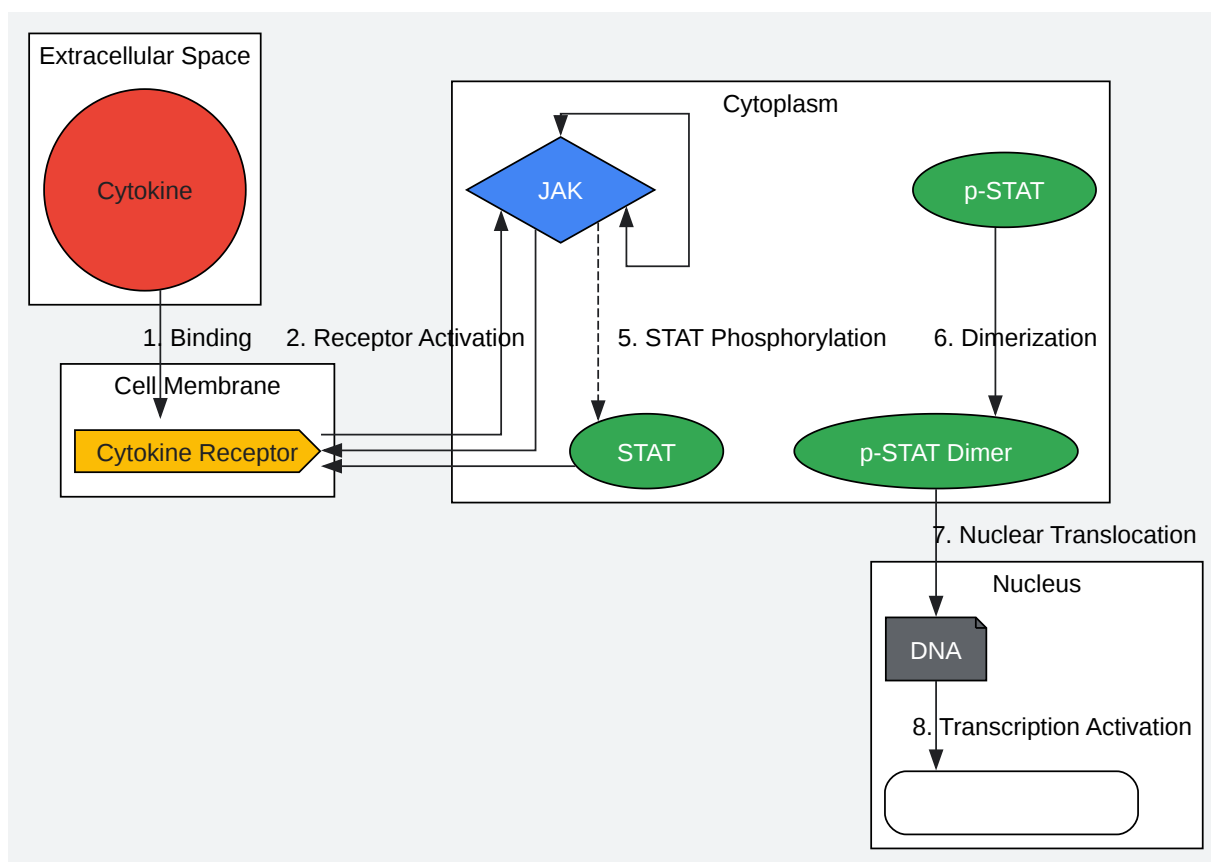 Extracellular Space
Cytoplasm
Cytokine
JAK
p-STAT
1. Binding
2. Receptor Activation
5. STAT Phosphorylation
6. Dimerization
Cell Membrane
Cytokine Receptor
STAT
p-STAT Dimer
7. Nuclear Translocation
Nucleus
DNA
8. Transcription Activation